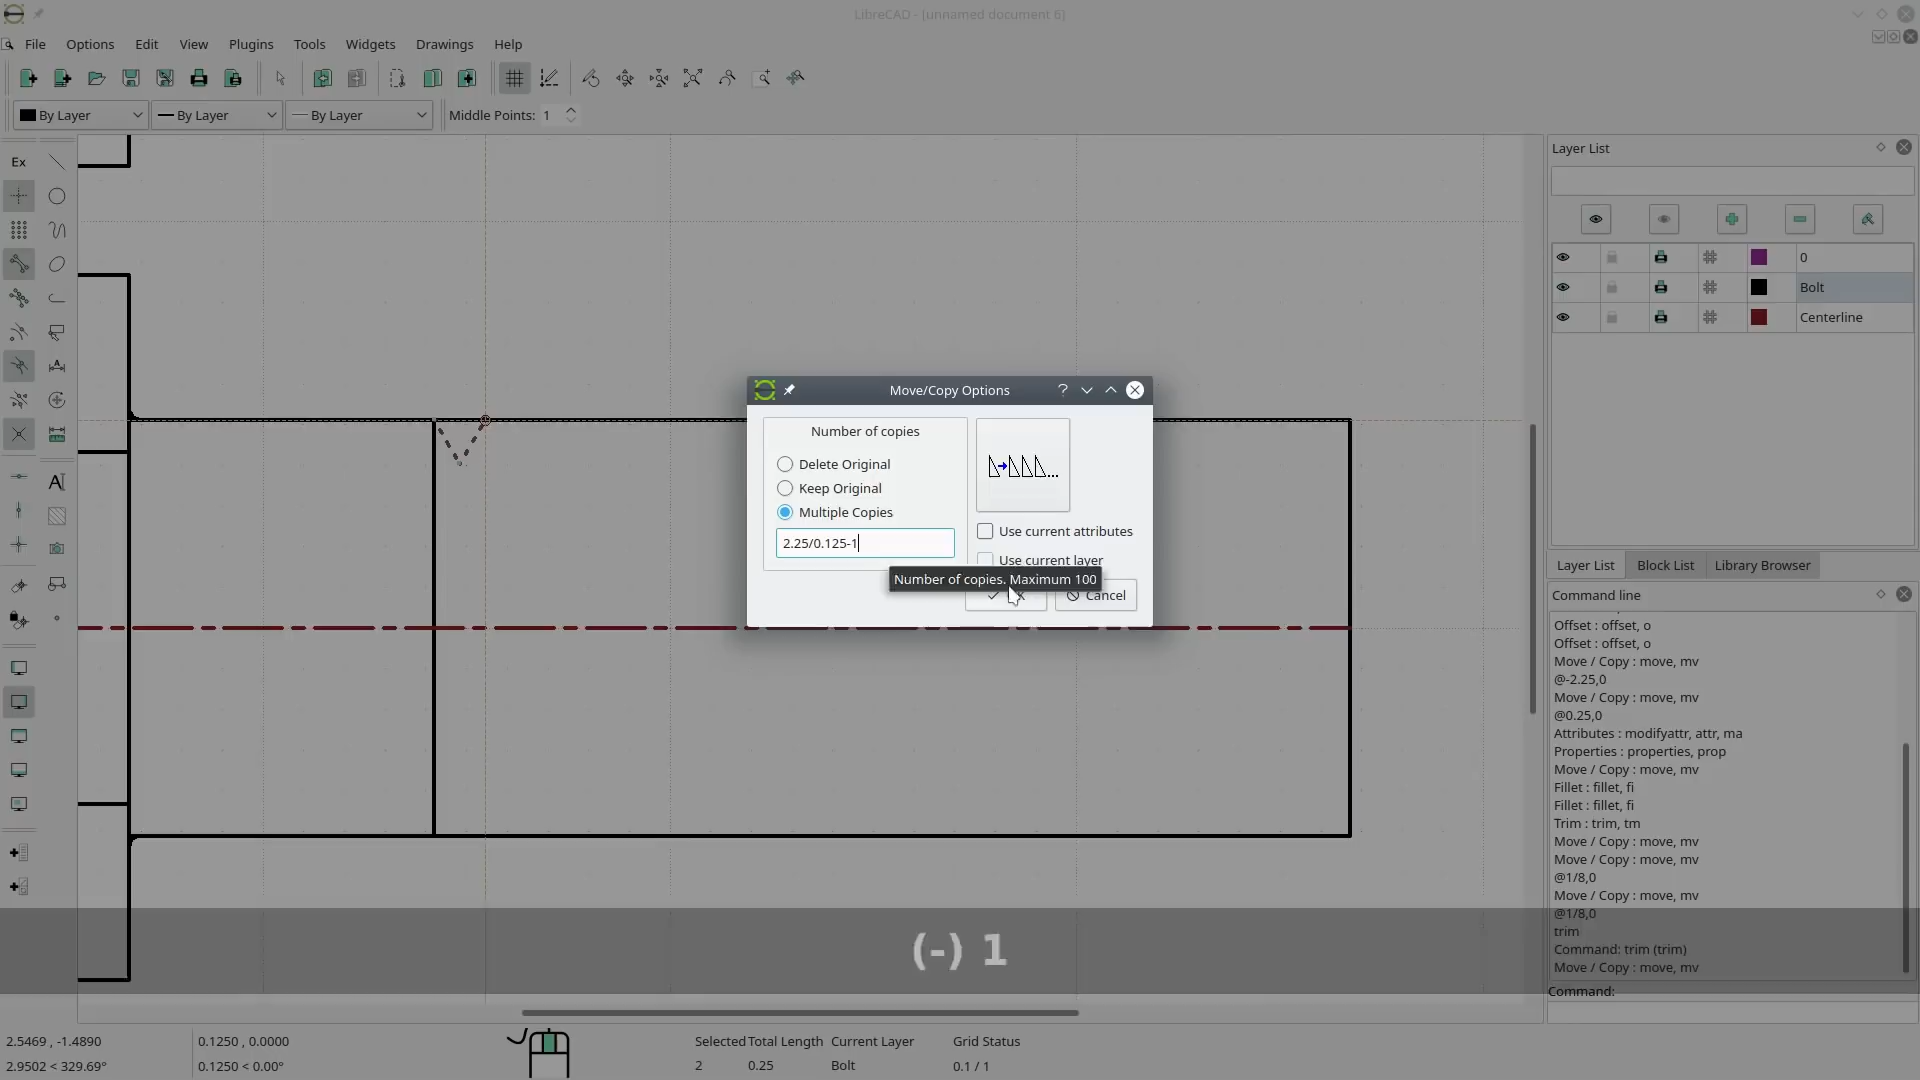 LibreCAD - [unnamed document 6]
File Options Edit View Plugins Tools Widgets Drawings Help
By Layer By Layer By Layer Middle Points: 1
Ex
Layer List
0
Bolt
Centerline
Move/Copy Options
Number of copies
Delete Original
Keep Original
Multiple Copies
2.25/0.125-1
Use current attributes
Use current layer
Number of copies. Maximum 100
Cancel
Layer List Block List Library Browser
Command line
Offset : offset, o
Offset : offset, o
Move / Copy : move, mv
@-2.25,0
Move / Copy : move, mv
@0.25,0
Attributes : modifyattr, attr, ma
Properties : properties, prop
Move / Copy : move, mv
Fillet : fillet, fi
Fillet : fillet, fi
Trim : trim, tm
Move / Copy : move, mv
Move / Copy : move, mv
@1/8,0
Move / Copy : move, mv
@1/8,0
trim
Command: trim (trim)
Move / Copy : move, mv
Command:
(-) 1
2.5469 , -1.4890
2.9502 < 329.69°
0.1250 , 0.0000
0.1250 < 0.00°
Selected Total Length Current Layer Grid Status
2 0.25 Bolt 0.1 / 1